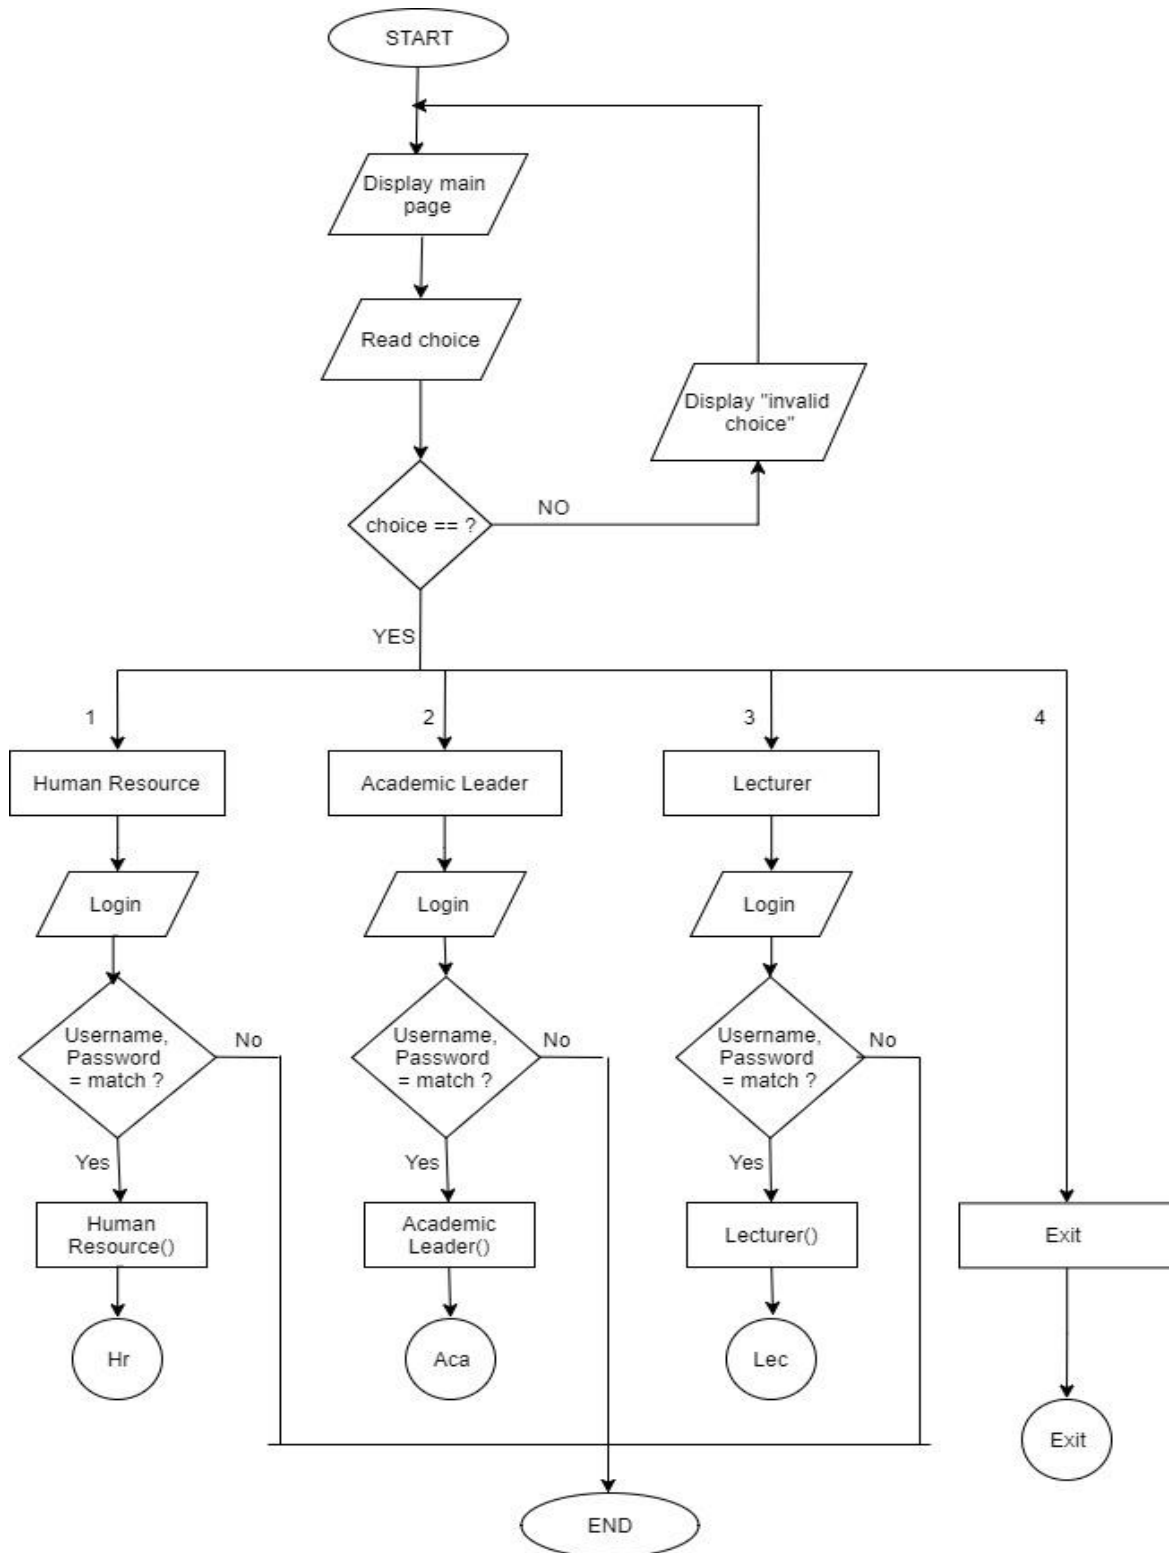 START
Display main
page
Read choice
Display "invalid
choice"
choice == ?
NO
YES
1
2
3
4
Human Resource
Academic Leader
Lecturer
Login
Login
Login
Username,
Password
= match ?
No
Username,
Password
= match ?
No
Username,
Password
= match ?
No
Yes
Yes
Yes
Human
Resource()
Academic
Leader()
Lecturer()
Exit
Hr
Aca
Lec
Exit
END